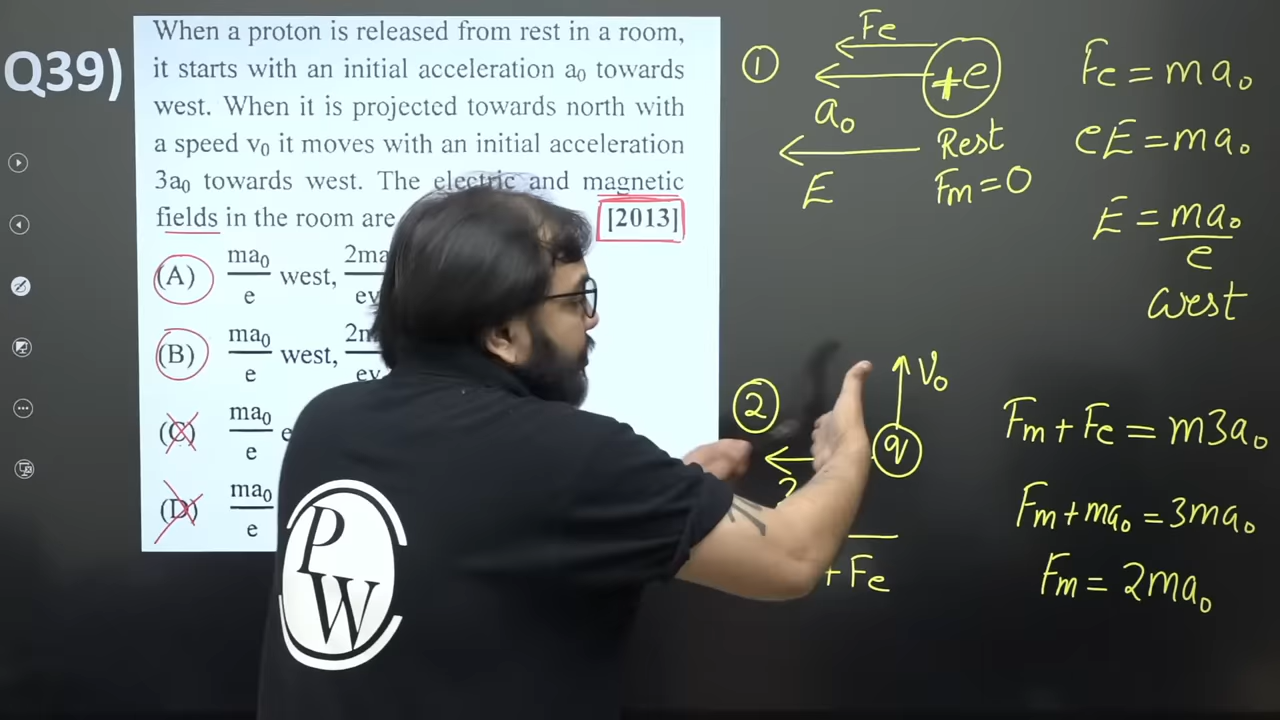 Q39)
When a proton is released from rest in a room,
it starts with an initial acceleration a₀ towards
west. When it is projected towards north with
a speed v₀ it moves with an initial acceleration
3a₀ towards west. The electric and magnetic
fields in the room are
[2013]
(A) ma₀/e west, 2ma
(B) ma₀/e west,
(C) ma₀/e
(D) ma₀/e
1
Fe
+e
a₀
Rest
E
Fm = 0
Fe = ma₀
eE = ma₀
E = ma₀/e
west
2
V₀
q
+ Fe
Fm + Fe = m3a₀
Fm + ma₀ = 3ma₀
Fm = 2ma₀
PW